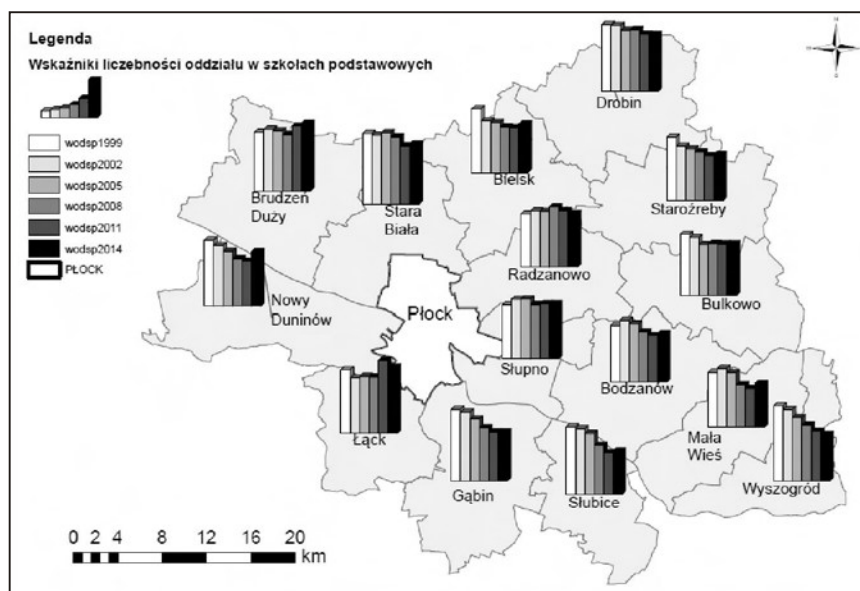 Legenda
Wskaźniki liczebności oddziału w szkołach podstawowych
wodsp1999
wodsp2002
wodsp2005
wodsp2008
wodsp2011
wodsp2014
PŁOCK
Drobin
Bielsk
Brudzeń
Duży
Stara
Biała
Staroźreby
Radzanowo
Bulkowo
Nowy
Duninów
Płock
Słupno
Bodzanów
Mała
Wieś
Łąck
Gąbin
Słubice
Wyszogród
0 2 4 8 12 16 20
km